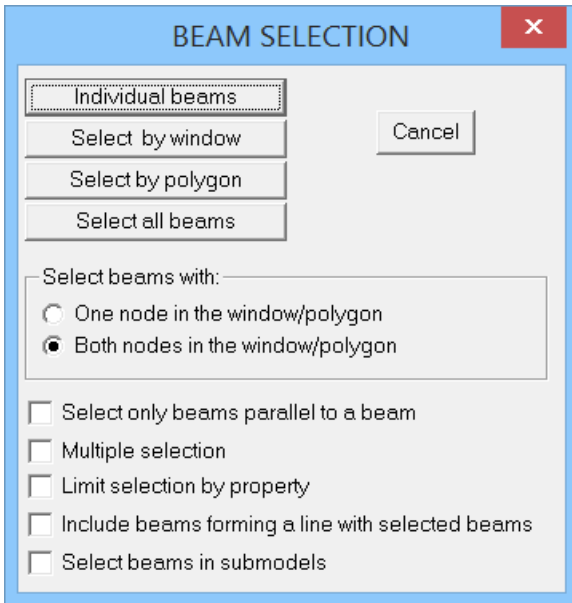 BEAM SELECTION
Individual beams
Select by window
Cancel
Select by polygon
Select all beams
Select beams with:
One node in the window/polygon
Both nodes in the window/polygon
Select only beams parallel to a beam
Multiple selection
Limit selection by property
Include beams forming a line with selected beams
Select beams in submodels